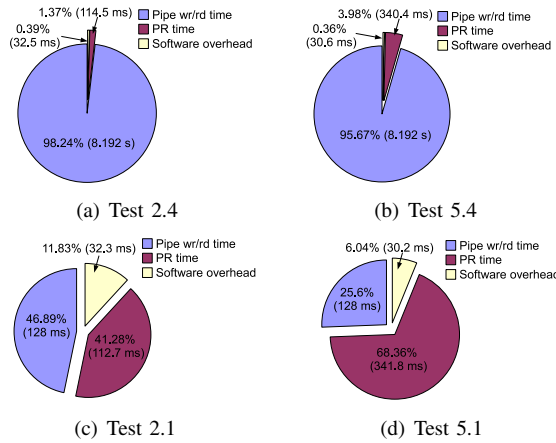 1.37% (114.5 ms)
0.39%
(32.5 ms)
Pipe wr/rd time
PR time
Software overhead
98.24% (8.192 s)
(a) Test 2.4
3.98% (340.4 ms)
0.36%
(30.6 ms)
Pipe wr/rd time
PR time
Software overhead
95.67% (8.192 s)
(b) Test 5.4
11.83% (32.3 ms)
Pipe wr/rd time
PR time
Software overhead
46.89%
(128 ms)
41.28%
(112.7 ms)
(c) Test 2.1
6.04% (30.2 ms)
Pipe wr/rd time
PR time
Software overhead
25.6%
(128 ms)
68.36%
(341.8 ms)
(d) Test 5.1